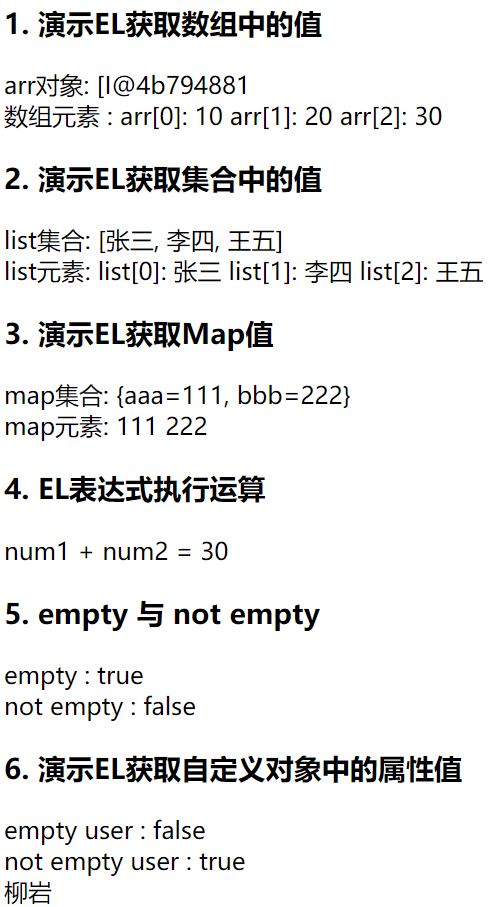 1. 演示EL获取数组中的值
arr对象: [I@4b794881
数组元素 : arr[0]: 10 arr[1]: 20 arr[2]: 30
2. 演示EL获取集合中的值
list集合: [张三, 李四, 王五]
list元素: list[0]: 张三 list[1]: 李四 list[2]: 王五
3. 演示EL获取Map值
map集合: {aaa=111, bbb=222}
map元素: 111 222
4. EL表达式执行运算
num1 + num2 = 30
5. empty 与 not empty
empty : true
not empty : false
6. 演示EL获取自定义对象中的属性值
empty user : false
not empty user : true
柳岩